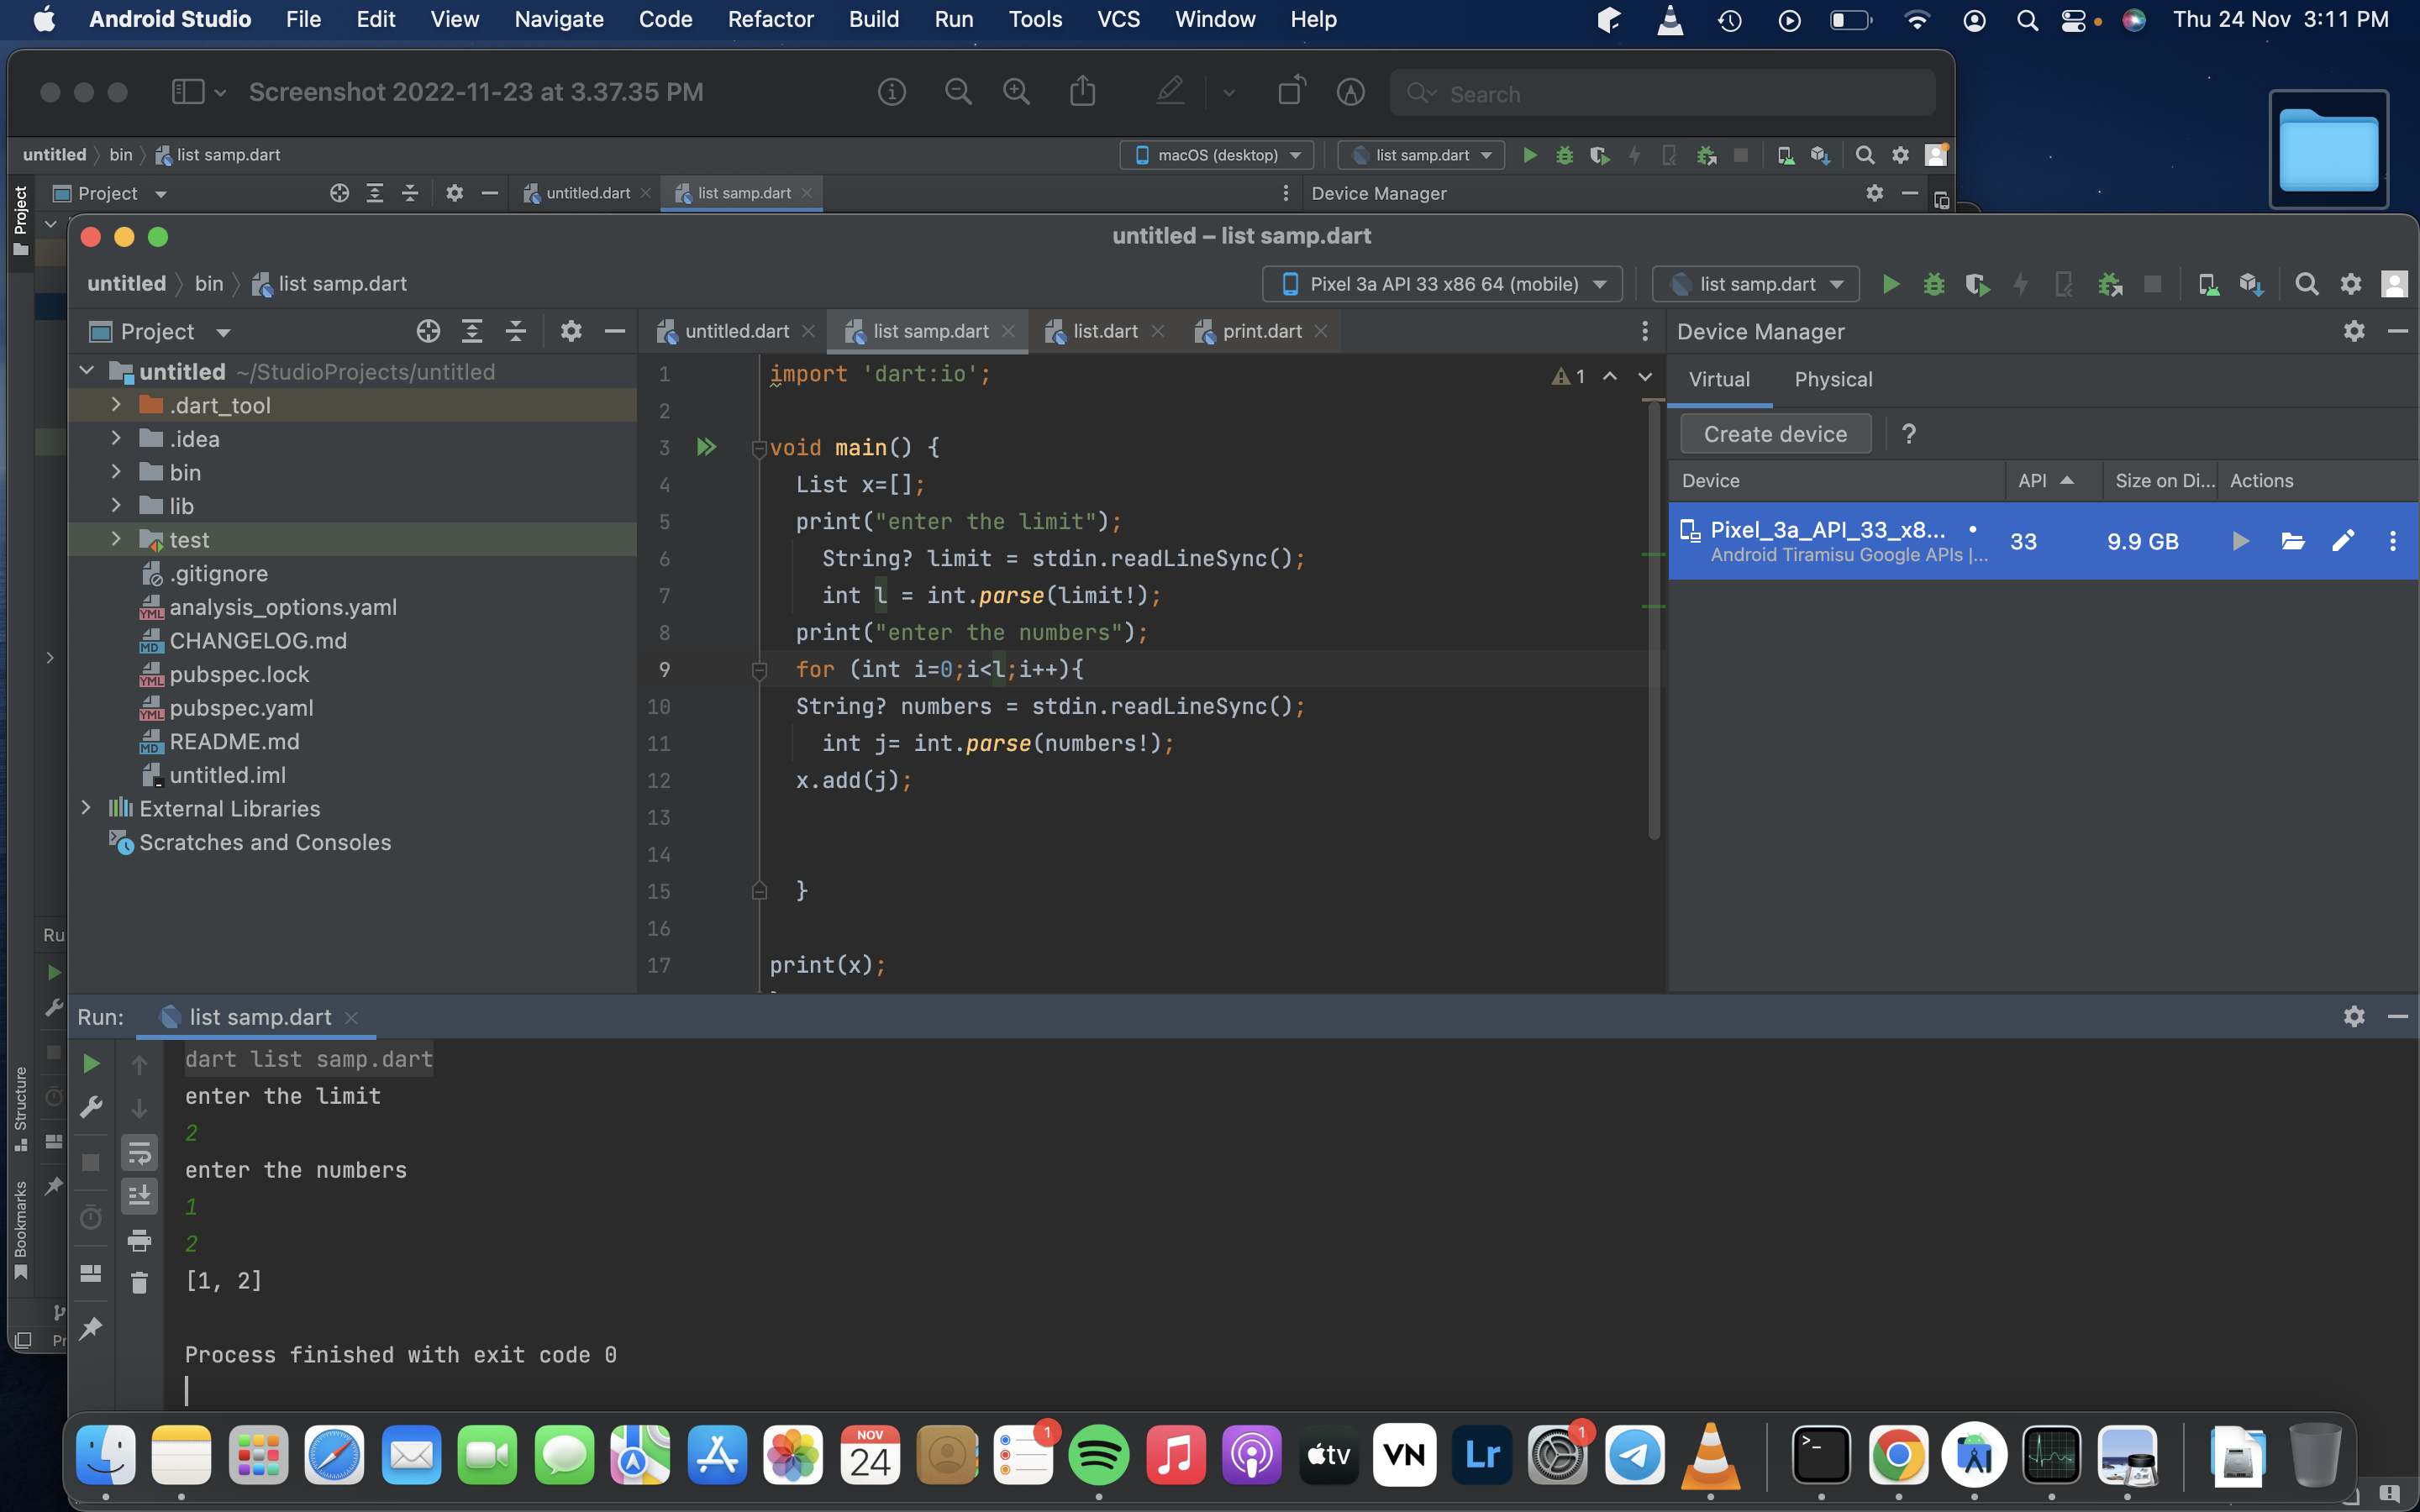 Android Studio File Edit View Navigate Code Refactor Build Run Tools VCS Window Help Thu 24 Nov 3:11 PM
Screenshot 2022-11-23 at 3.37.35 PM Search
untitled bin list samp.dart macOS (desktop) list samp.dart
Project Project untitled.dart list samp.dart Device Manager
untitled – list samp.dart
untitled bin list samp.dart Pixel 3a API 33 x86 64 (mobile) list samp.dart
Project untitled.dart list samp.dart list.dart print.dart Device Manager
untitled ~/StudioProjects/untitled
.dart_tool
.idea
bin
lib
test
.gitignore
analysis_options.yaml
CHANGELOG.md
pubspec.lock
pubspec.yaml
README.md
untitled.iml
External Libraries
Scratches and Consoles
1 import 'dart:io';
2
3 void main() {
4 List x=[];
5 print("enter the limit");
6 String? limit = stdin.readLineSync();
7 int l = int.parse(limit!);
8 print("enter the numbers");
9 for (int i=0;i<l;i++){
10 String? numbers = stdin.readLineSync();
11 int j= int.parse(numbers!);
12 x.add(j);
13
14
15 }
16
17 print(x);
1
Virtual Physical
Create device ?
Device API Size on Di... Actions
Pixel_3a_API_33_x8... 33 9.9 GB
Android Tiramisu Google APIs |...
Ru
Structure
Bookmarks
Pr
Run: list samp.dart
dart list samp.dart
enter the limit
2
enter the numbers
1
2
[1, 2]
Process finished with exit code 0
NOV
24
1
tv
VN
Lr
1